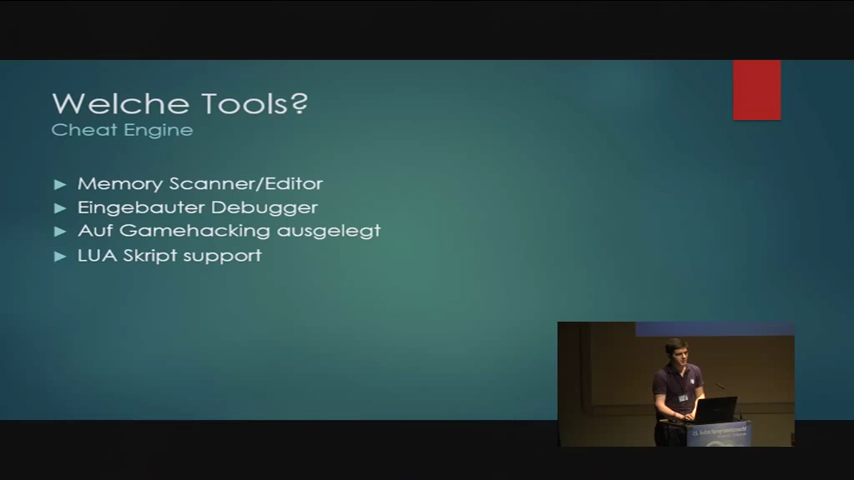 Welche Tools?
Cheat Engine
Memory Scanner/Editor
Eingebauter Debugger
Auf Gamehacking ausgelegt
LUA Skript support